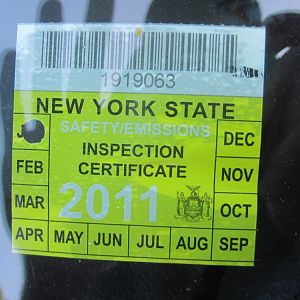 1919063
NEW YORK STATE
SAFETY/EMISSIONS
INSPECTION
CERTIFICATE
2011
FEB
MAR
APR MAY JUN JUL AUG SEP
OCT
NOV
DEC